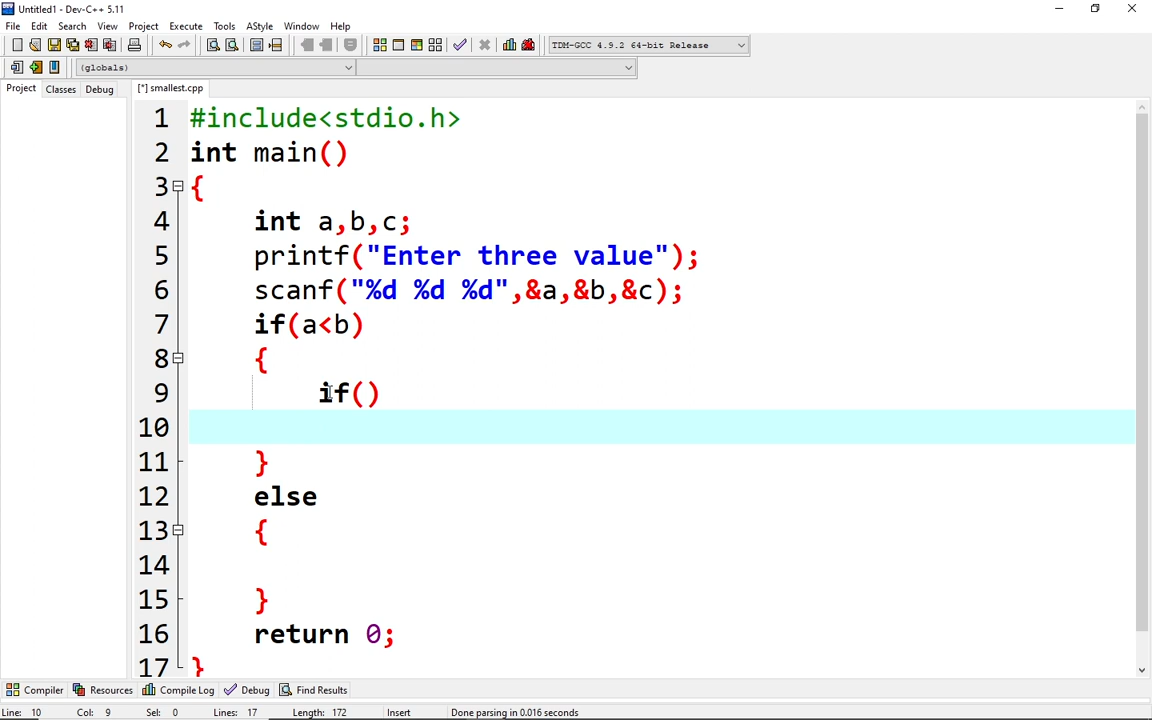 Untitled1 - Dev-C++ 5.11
File Edit Search View Project Execute Tools AStyle Window Help
TDM-GCC 4.9.2 64-bit Release
(globals)
Project Classes Debug [*] smallest.cpp
1 #include<stdio.h>
2 int main()
3 {
4 int a,b,c;
5 printf("Enter three value");
6 scanf("%d %d %d",&a,&b,&c);
7 if(a<b)
8 {
9 if()
10
11 }
12 else
13 {
14
15 }
16 return 0;
17 }
Compiler Resources Compile Log Debug Find Results
Line: 10 Col: 9 Sel: 0 Lines: 17 Length: 172 Insert Done parsing in 0.016 seconds